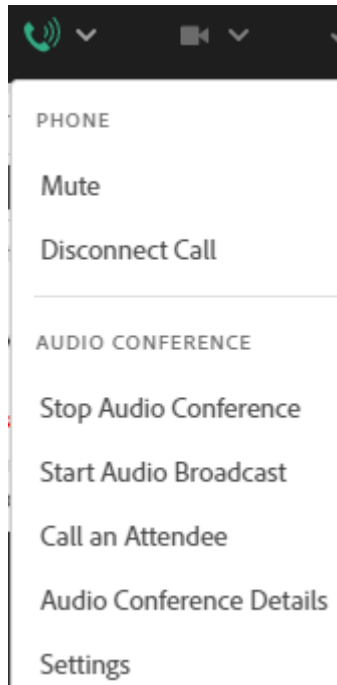 PHONE
Mute
Disconnect Call
AUDIO CONFERENCE
Stop Audio Conference
Start Audio Broadcast
Call an Attendee
Audio Conference Details
Settings